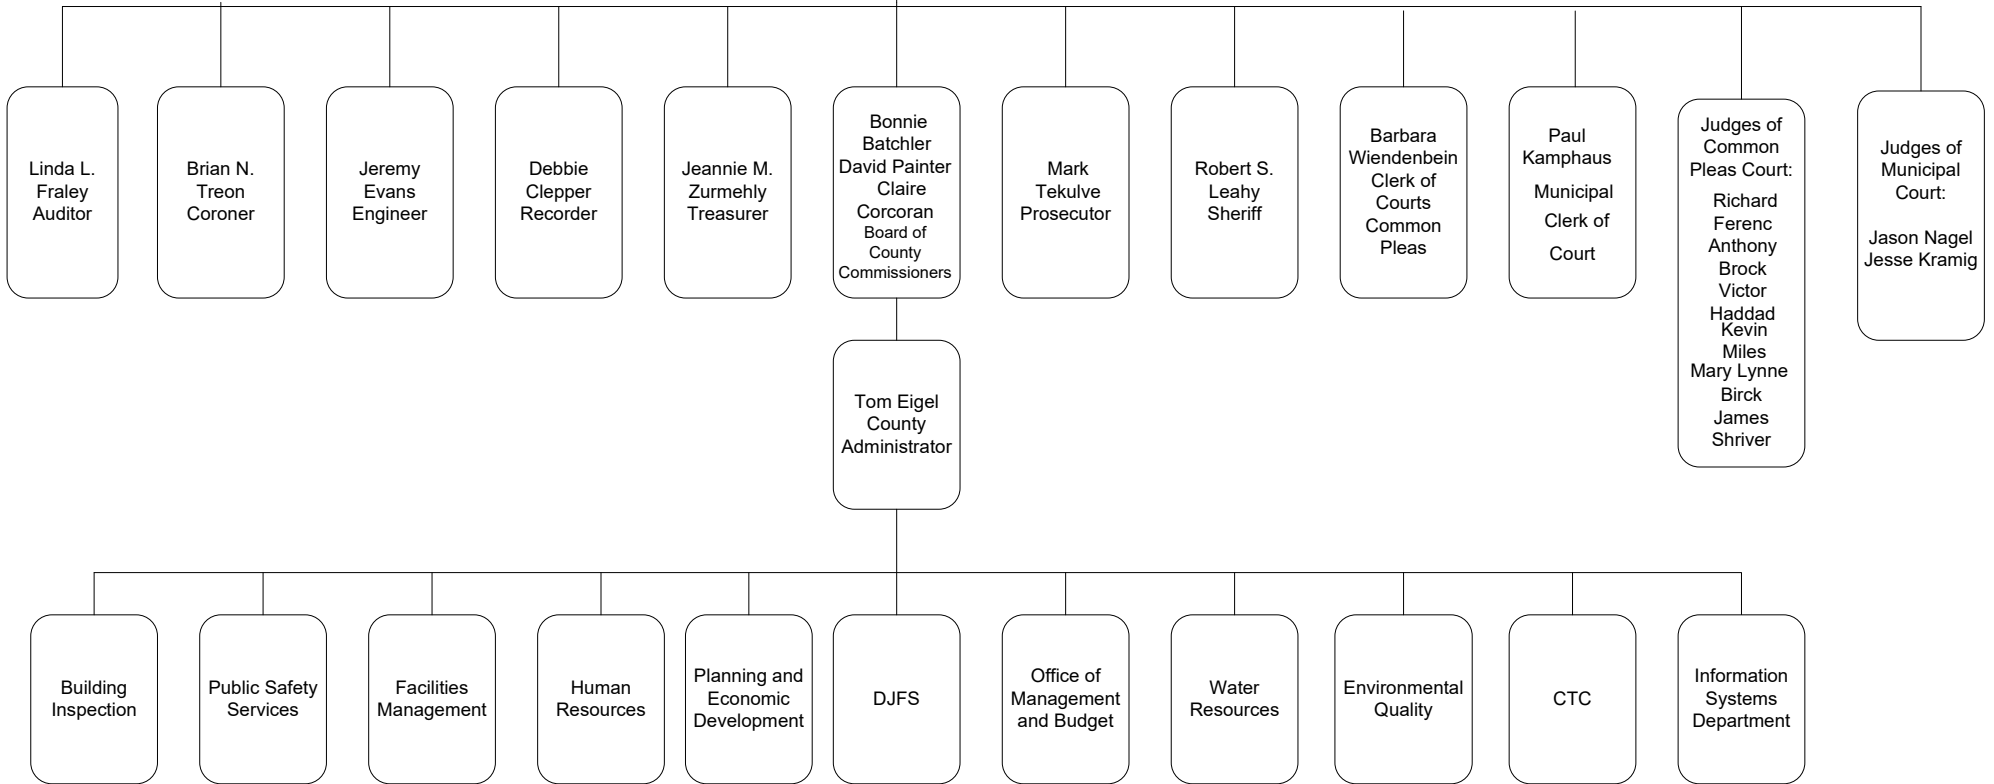 Linda L.
Fraley
Auditor
Brian N.
Treon
Coroner
Jeremy
Evans
Engineer
Debbie
Clepper
Recorder
Jeannie M.
Zurmehly
Treasurer
Bonnie
Batchler
David Painter
Claire
Corcoran
Board of
County
Commissioners
Mark
Tekulve
Prosecutor
Robert S.
Leahy
Sheriff
Barbara
Wiendenbein
Clerk of
Courts
Common
Pleas
Paul
Kamphaus
Municipal
Clerk of
Court
Judges of
Common
Pleas Court:
Richard
Ferenc
Anthony
Brock
Victor
Haddad
Kevin
Miles
Mary Lynne
Birck
James
Shriver
Judges of
Municipal
Court:
Jason Nagel
Jesse Kramig
Tom Eigel
County
Administrator
Building
Inspection
Public Safety
Services
Facilities
Management
Human
Resources
Planning and
Economic
Development
DJFS
Office of
Management
and Budget
Water
Resources
Environmental
Quality
CTC
Information
Systems
Department